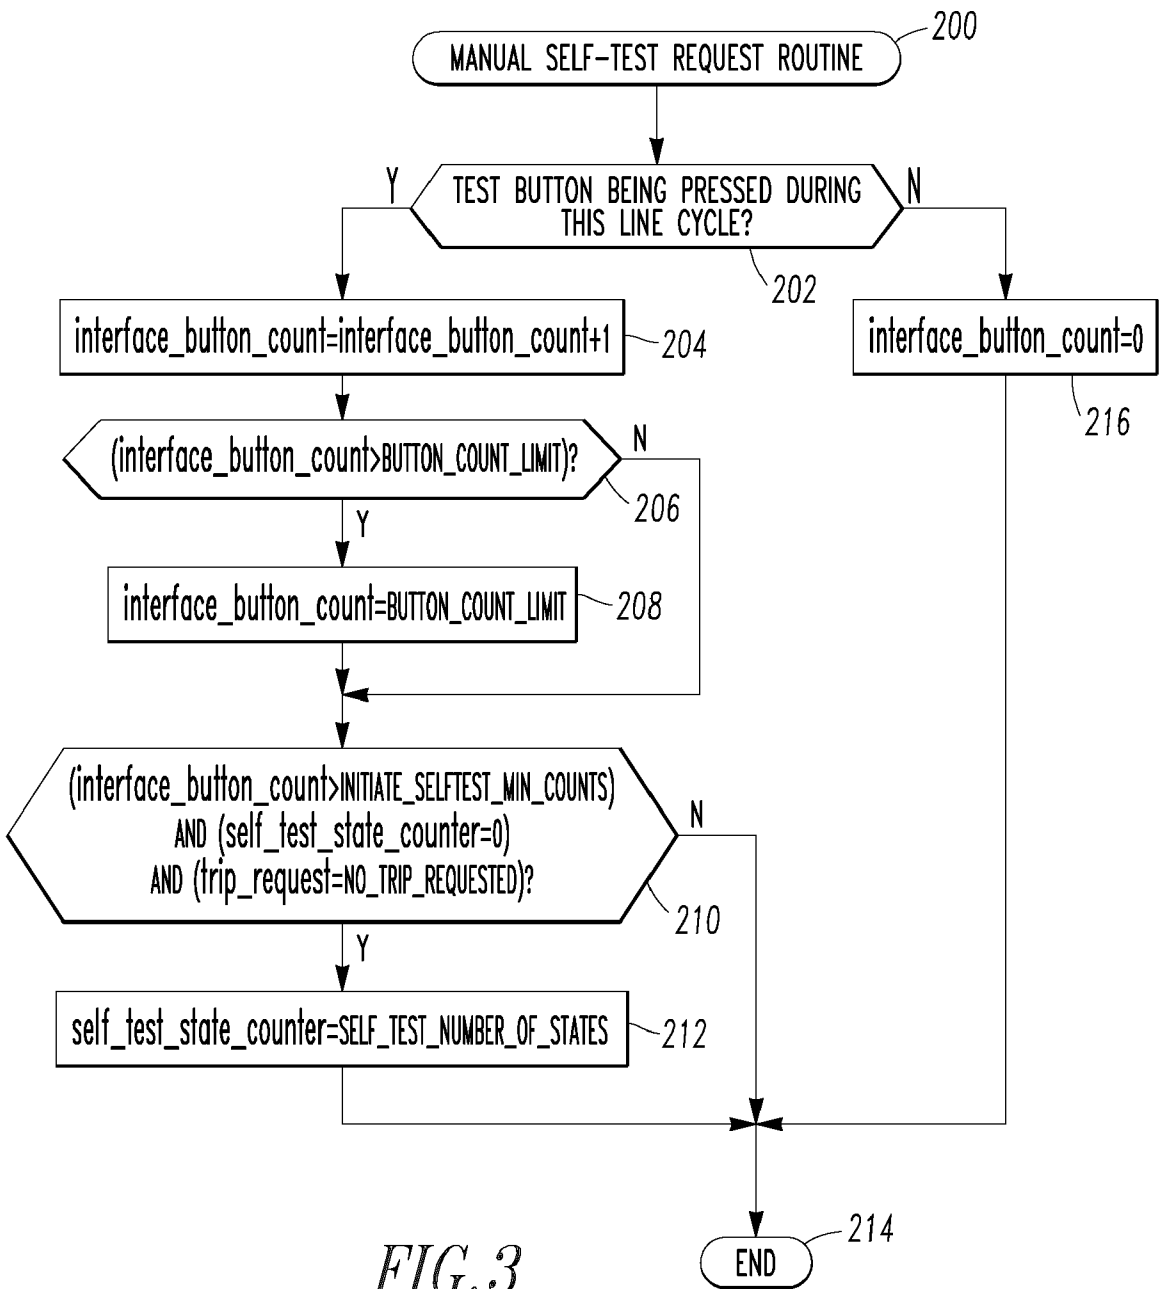 200
MANUAL SELF-TEST REQUEST ROUTINE
Y
TEST BUTTON BEING PRESSED DURING
THIS LINE CYCLE?
N
202
interface_button_count=interface_button_count+1
204
interface_button_count=0
216
(interface_button_count>BUTTON_COUNT_LIMIT)?
N
206
Y
interface_button_count=BUTTON_COUNT_LIMIT
208
(interface_button_count>INITIATE_SELFTEST_MIN_COUNTS)
AND (self_test_state_counter=0)
AND (trip_request=NO_TRIP_REQUESTED)?
N
210
Y
self_test_state_counter=SELF_TEST_NUMBER_OF_STATES
212
214
END
FIG.3